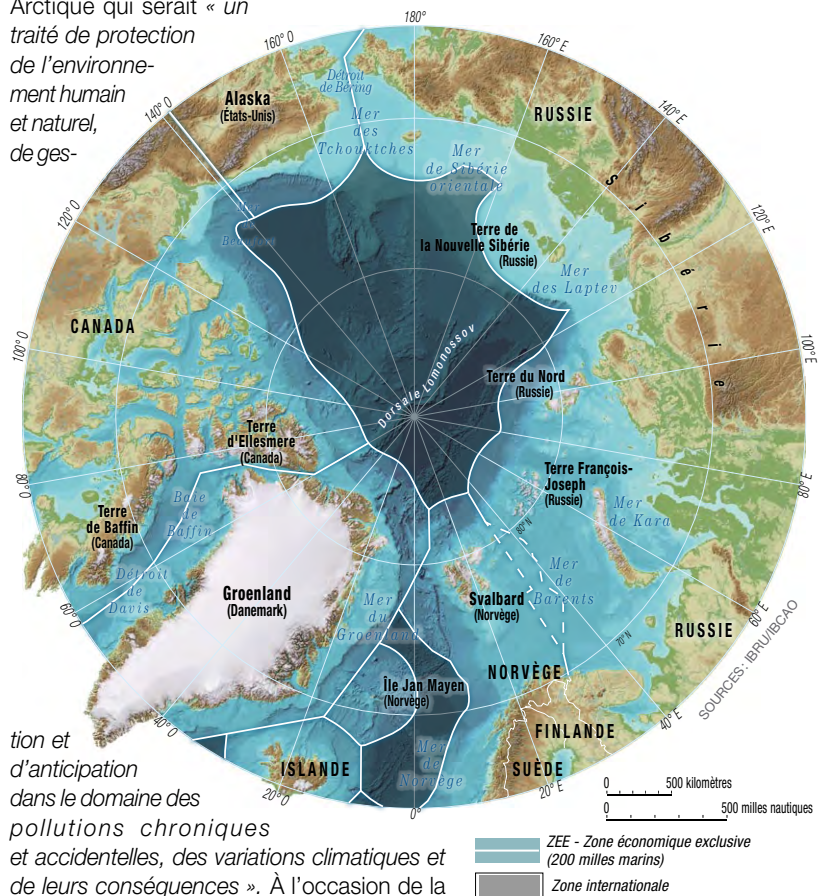 Arctique qui serait « un
traité de protection
de l'environne-
ment humain
et naturel,
de ges-
tion et
d'anticipation
dans le domaine des
pollutions chroniques
et accidentelles, des variations climatiques et
de leurs conséquences ». À l'occasion de la
180°
160° O
160° E
140° O
140° E
120° O
120° E
100° O
100° E
80° O
80° E
60° O
60° E
40° O
40° E
20° O
20° E
0°
80° N
70° N
Détroit
de Béring
Alaska
(États-Unis)
Mer
des
Tchouktches
RUSSIE
Mer
de Sibérie
orientale
Sibérie
Mer
de
Beaufort
Terre de
la Nouvelle Sibérie
(Russie)
Mer
des Laptev
CANADA
Dorsale Lomonossov
Terre du Nord
(Russie)
Terre
d'Ellesmere
(Canada)
Terre François-
Joseph
(Russie)
Mer
de Kara
Terre
de Baffin
(Canada)
Baie
de
Baffin
Détroit
de
Davis
Groenland
(Danemark)
Mer
du
Groenland
Svalbard
(Norvège)
Mer
de
Barents
RUSSIE
NORVÈGE
Île Jan Mayen
(Norvège)
FINLANDE
ISLANDE
Mer
de
Norvège
SUÈDE
SOURCES : IBRU/IBCAO
0 500 kilomètres
0 500 milles nautiques
ZEE - Zone économique exclusive
(200 milles marins)
Zone internationale